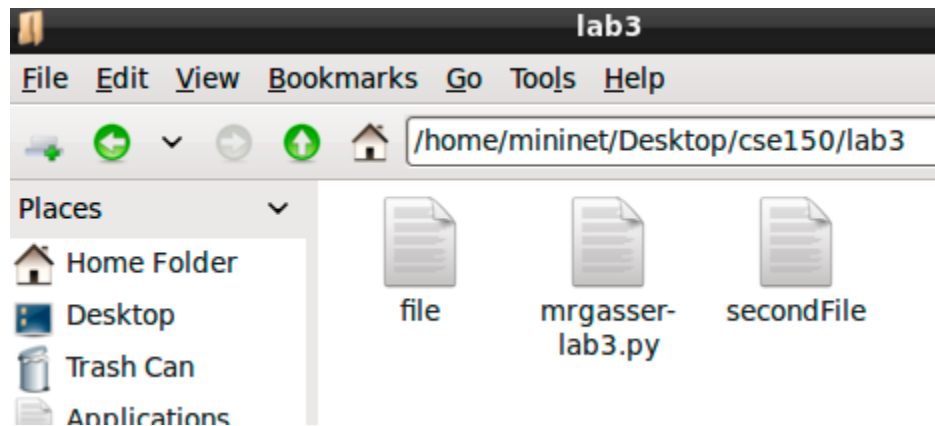 lab3
File Edit View Bookmarks Go Tools Help
/home/mininet/Desktop/cse150/lab3
Places
Home Folder
Desktop
Trash Can
Applications
file
mrgasser-
lab3.py
secondFile